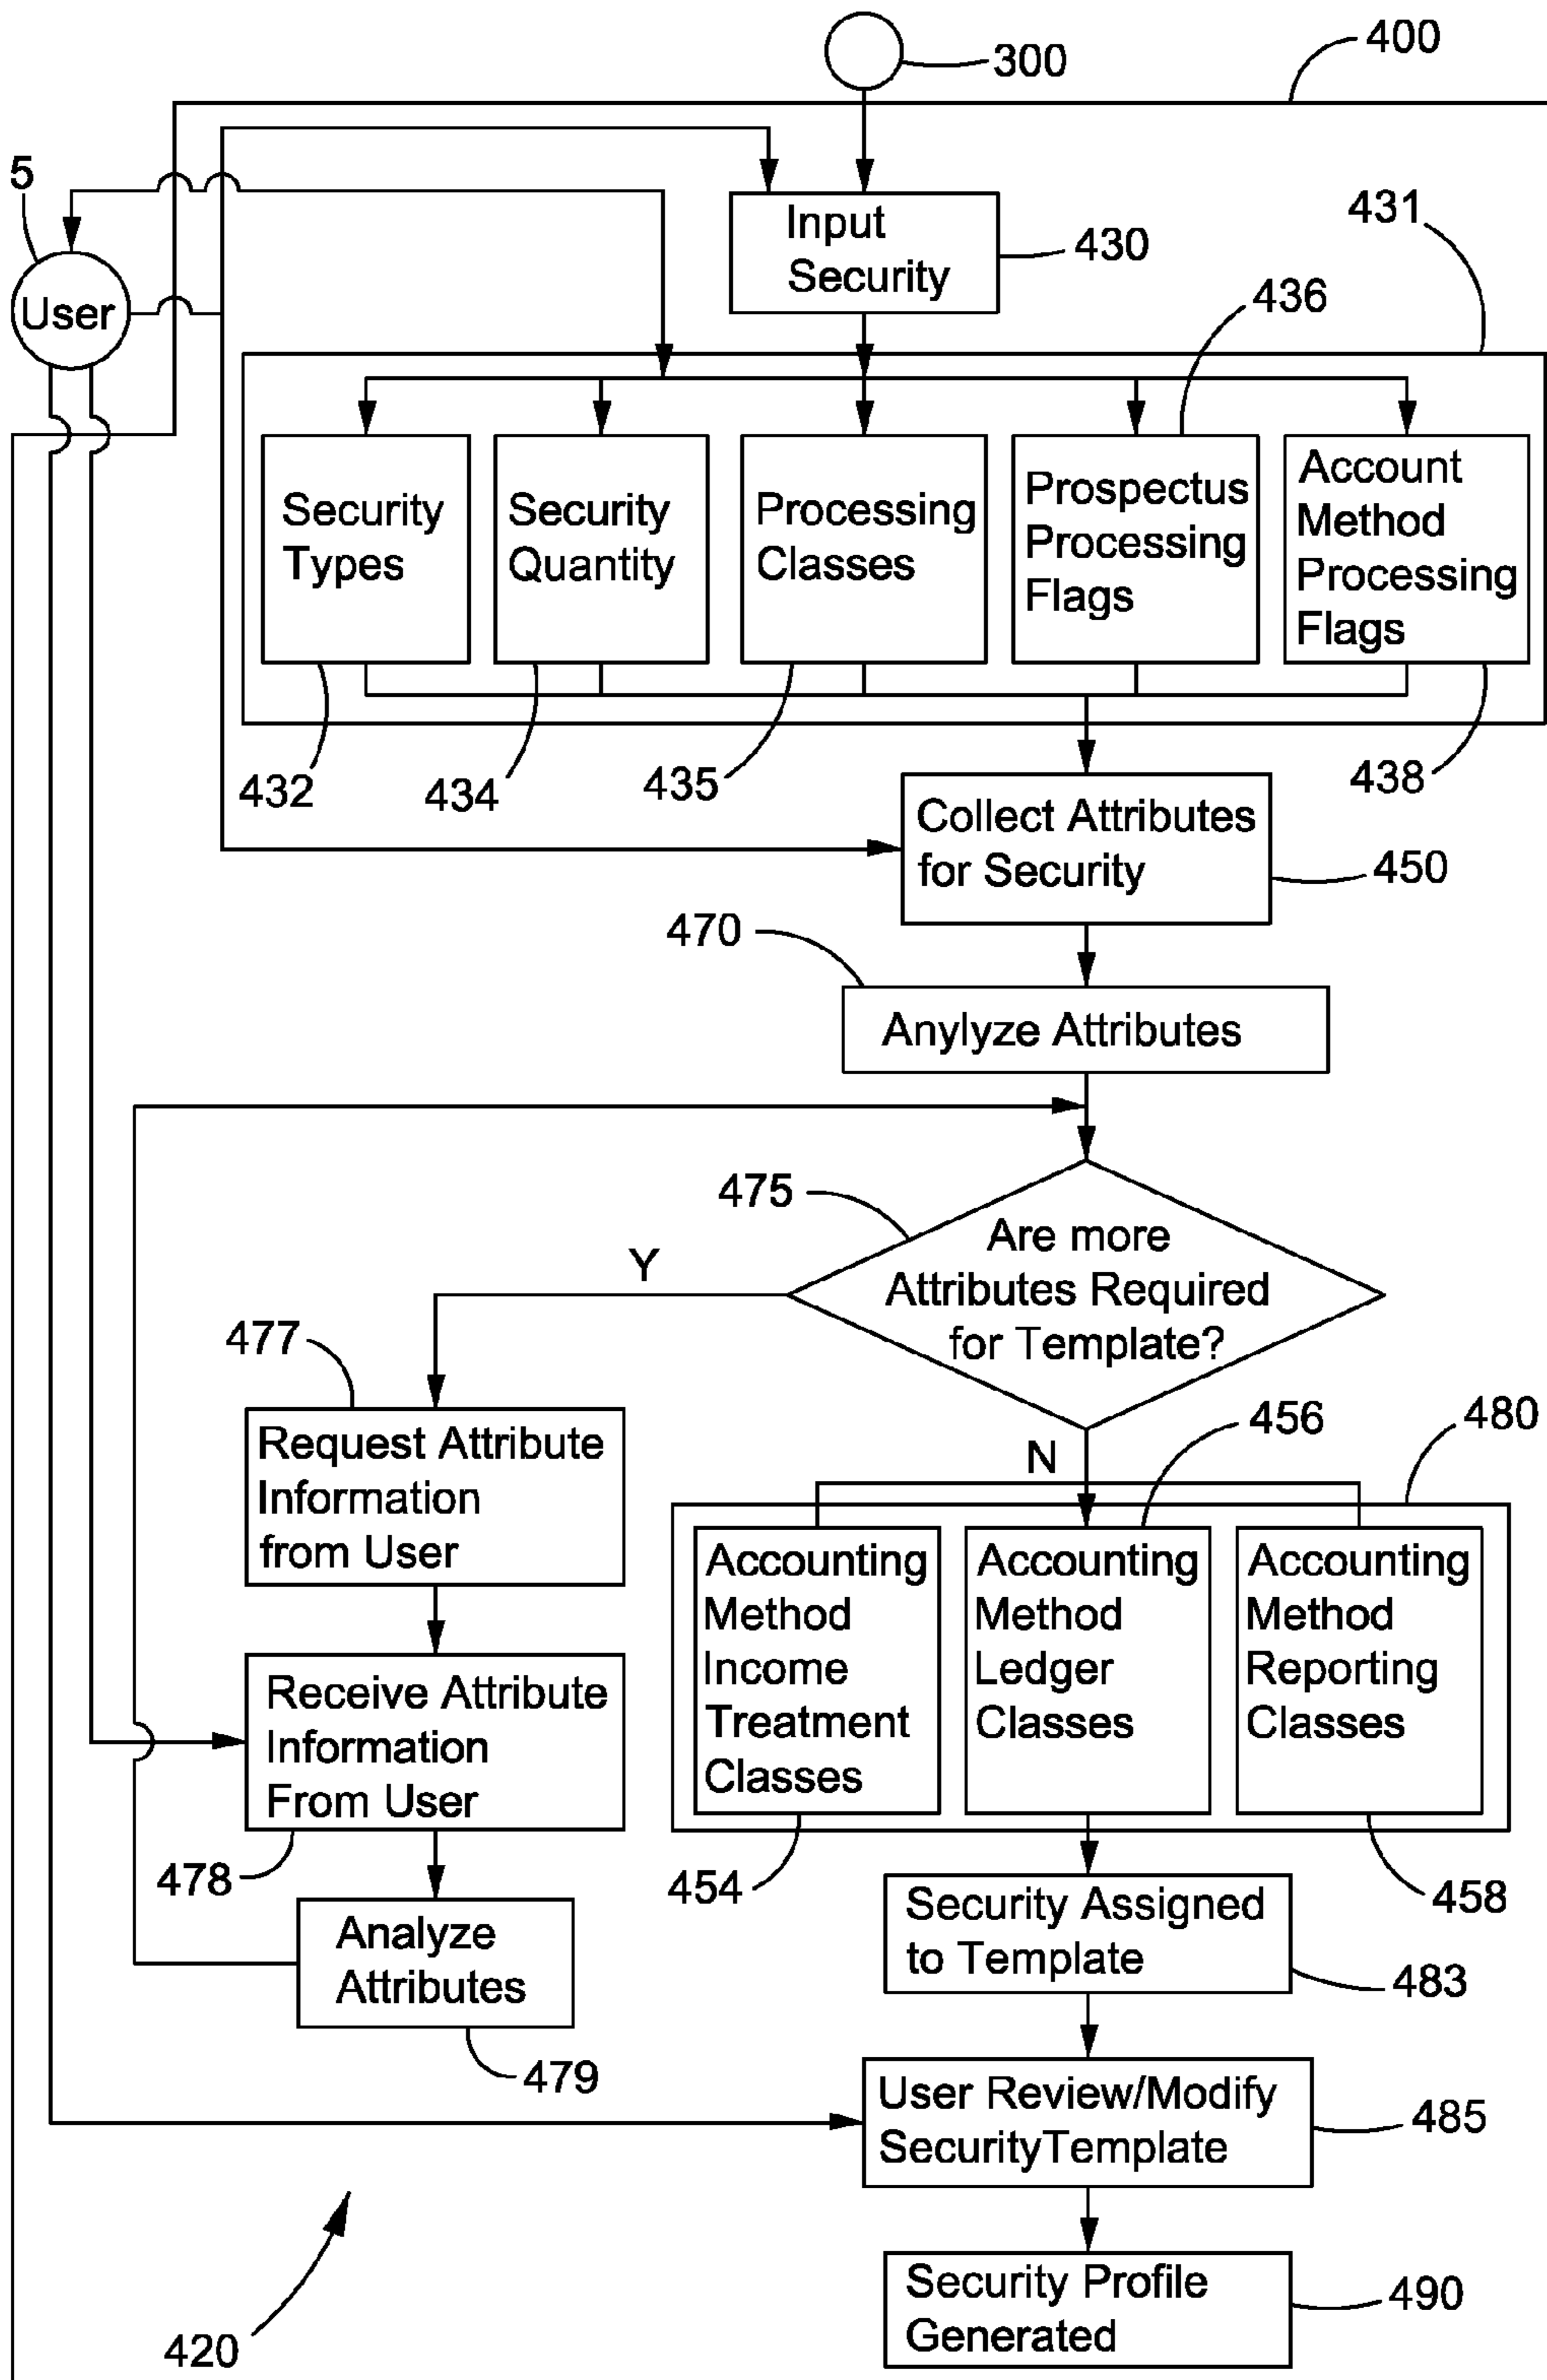 300
400
5
User
Input
Security
430
431
436
Security
Types
Security
Quantity
Processing
Classes
Prospectus
Processing
Flags
Account
Method
Processing
Flags
432
434
435
438
Collect Attributes
for Security
450
470
Anylyze Attributes
475
Are more
Attributes Required
for Template?
Y
N
477
Request Attribute
Information
from User
456
480
Accounting
Method
Income
Treatment
Classes
Accounting
Method
Ledger
Classes
Accounting
Method
Reporting
Classes
Receive Attribute
Information
From User
478
454
458
Analyze
Attributes
479
Security Assigned
to Template
483
User Review/Modify
SecurityTemplate
485
Security Profile
Generated
490
420